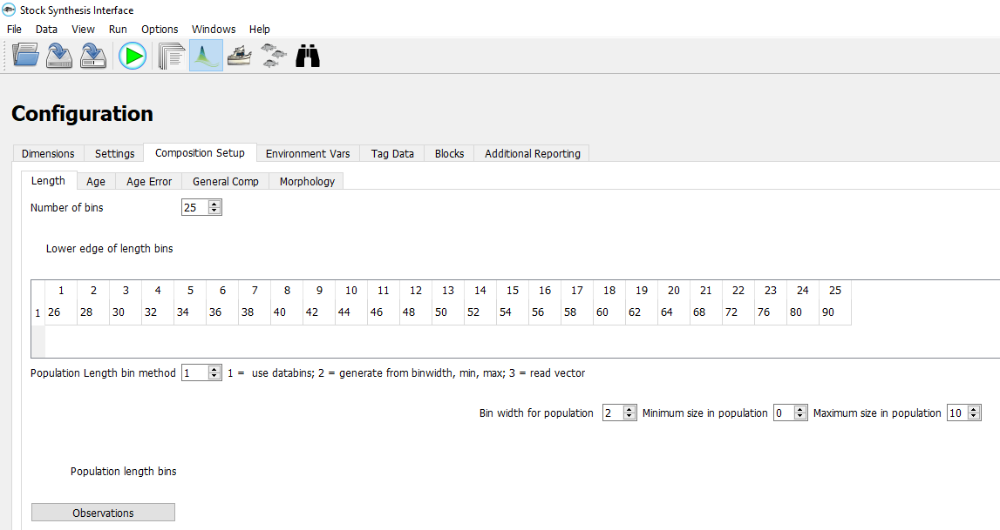 Stock Synthesis Interface
File Data View Run Options Windows Help
Configuration
Dimensions Settings Composition Setup Environment Vars Tag Data Blocks Additional Reporting
Length Age Age Error General Comp Morphology
Number of bins 25
Lower edge of length bins
1 2 3 4 5 6 7 8 9 10 11 12 13 14 15 16 17 18 19 20 21 22 23 24 25
1 26 28 30 32 34 36 38 40 42 44 46 48 50 52 54 56 58 60 62 64 68 72 76 80 90
Population Length bin method 1 1 = use databins; 2 = generate from binwidth, min, max; 3 = read vector
Bin width for population 2 Minimum size in population 0 Maximum size in population 10
Population length bins
Observations